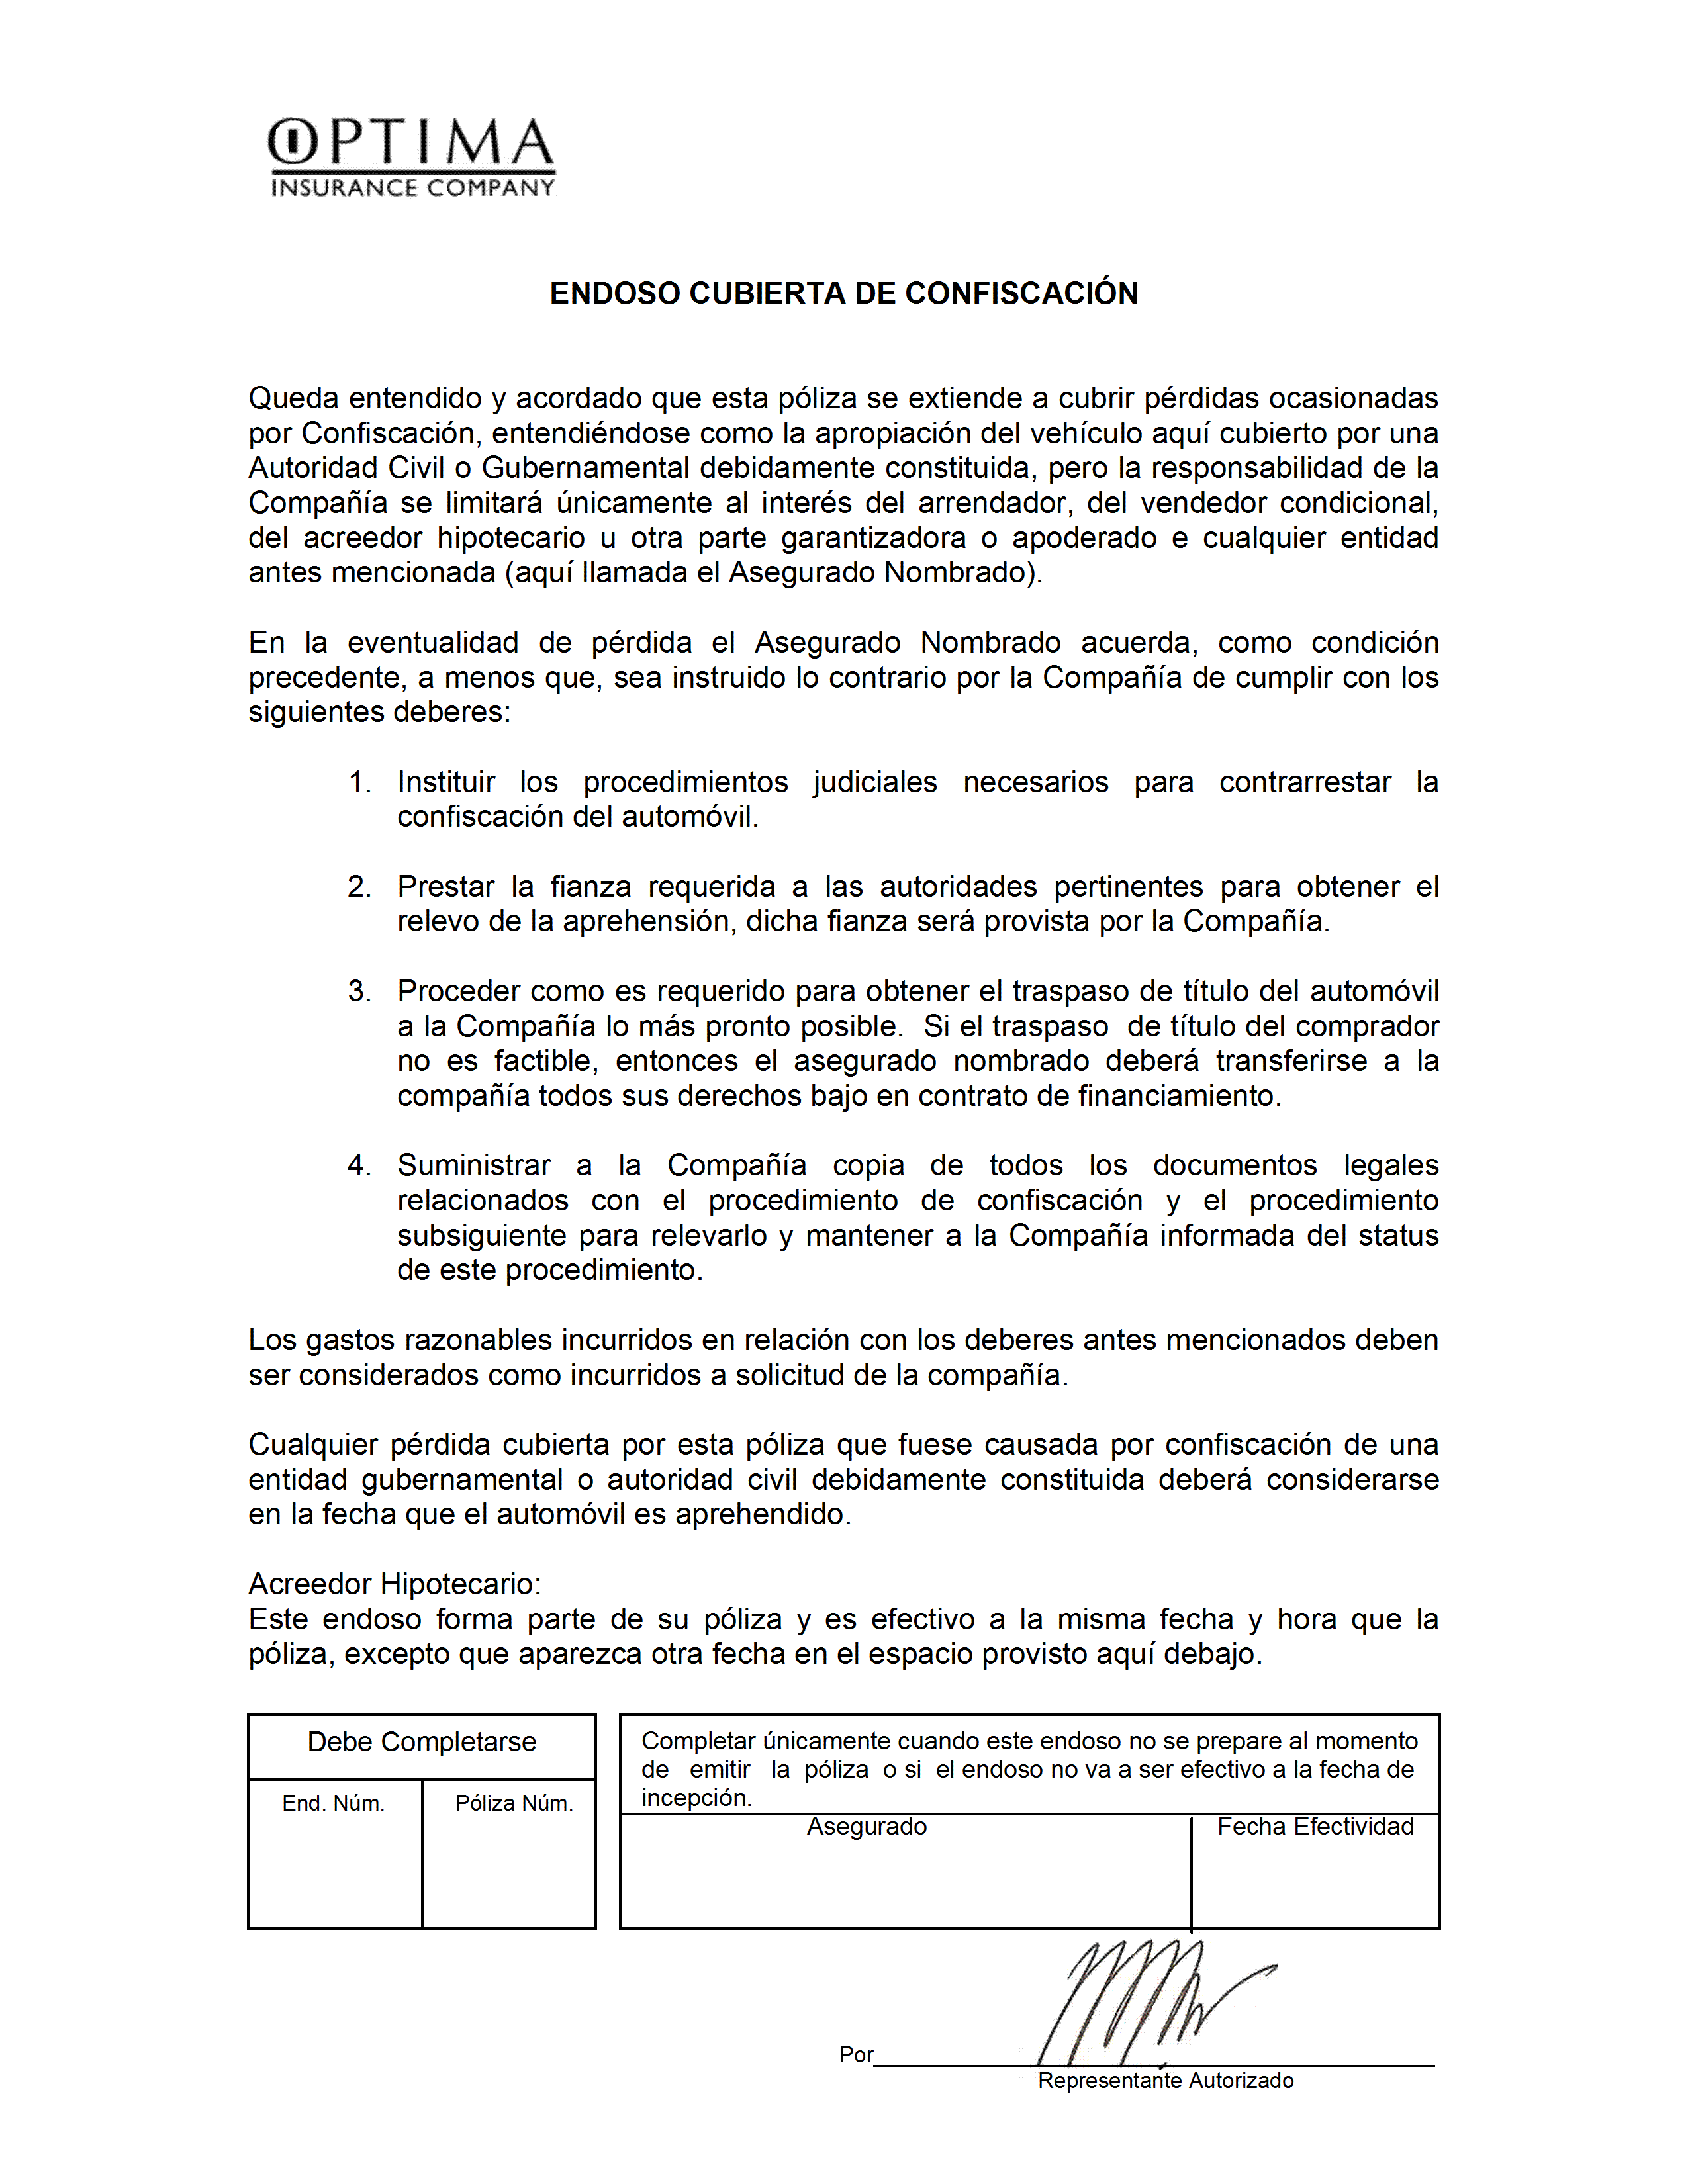 OPTIMA
INSURANCE COMPANY
ENDOSO CUBIERTA DE CONFISCACIÓN
Queda entendido y acordado que esta póliza se extiende a cubrir pérdidas ocasionadas
por Confiscación, entendiéndose como la apropiación del vehículo aquí cubierto por una
Autoridad Civil o Gubernamental debidamente constituida, pero la responsabilidad de la
Compañía se limitará únicamente al interés del arrendador, del vendedor condicional,
del acreedor hipotecario u otra parte garantizadora o apoderado e cualquier entidad
antes mencionada (aquí llamada el Asegurado Nombrado).
En la eventualidad de pérdida el Asegurado Nombrado acuerda, como condición
precedente, a menos que, sea instruido lo contrario por la Compañía de cumplir con los
siguientes deberes:
1. Instituir los procedimientos judiciales necesarios para contrarrestar la
confiscación del automóvil.
2. Prestar la fianza requerida a las autoridades pertinentes para obtener el
relevo de la aprehensión, dicha fianza será provista por la Compañía.
3. Proceder como es requerido para obtener el traspaso de título del automóvil
a la Compañía lo más pronto posible. Si el traspaso de título del comprador
no es factible, entonces el asegurado nombrado deberá transferirse a la
compañía todos sus derechos bajo en contrato de financiamiento.
4. Suministrar a la Compañía copia de todos los documentos legales
relacionados con el procedimiento de confiscación y el procedimiento
subsiguiente para relevarlo y mantener a la Compañía informada del status
de este procedimiento.
Los gastos razonables incurridos en relación con los deberes antes mencionados deben
ser considerados como incurridos a solicitud de la compañía.
Cualquier pérdida cubierta por esta póliza que fuese causada por confiscación de una
entidad gubernamental o autoridad civil debidamente constituida deberá considerarse
en la fecha que el automóvil es aprehendido.
Acreedor Hipotecario:
Este endoso forma parte de su póliza y es efectivo a la misma fecha y hora que la
póliza, excepto que aparezca otra fecha en el espacio provisto aquí debajo.
Debe Completarse
End. Núm. Póliza Núm.
Completar únicamente cuando este endoso no se prepare al momento
de emitir la póliza o si el endoso no va a ser efectivo a la fecha de
incepción.
Asegurado Fecha Efectividad
Por
Representante Autorizado